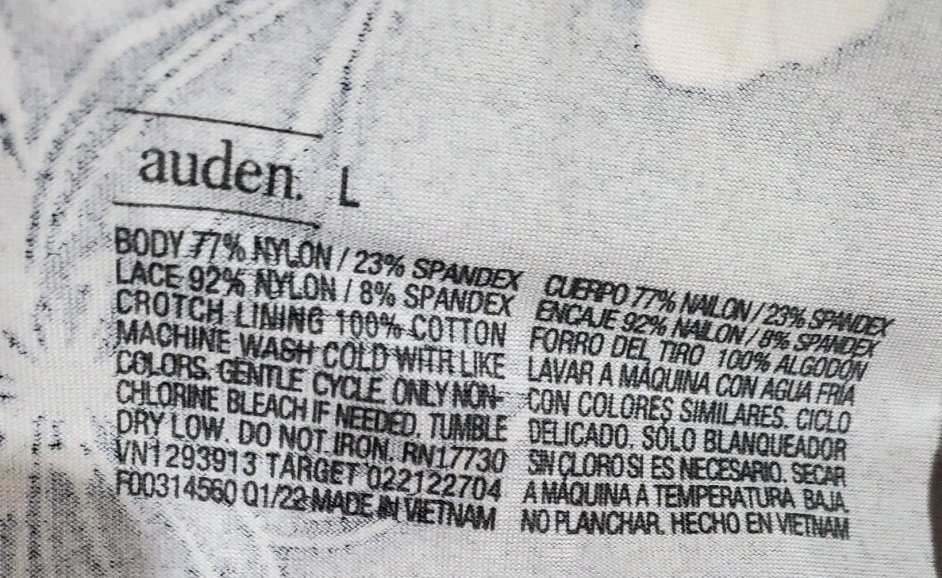 auden. L
BODY 77% NYLON / 23% SPANDEX
LACE 92% NYLON / 8% SPANDEX
CROTCH LINING 100% COTTON
MACHINE WASH COLD WITH LIKE
COLORS. GENTLE CYCLE. ONLY NON-
CHLORINE BLEACH IF NEEDED. TUMBLE
DRY LOW. DO NOT IRON. RN17730
VN1293913 TARGET 022122704
F00314560 Q1/22 MADE IN VIETNAM
CUERPO 77% NAILON / 23% SPANDEX
ENCAJE 92% NAILON / 8% SPANDEX
FORRO DEL TIRO 100% ALGODÓN
LAVAR A MÁQUINA CON AGUA FRÍA
CON COLORES SIMILARES. CICLO
DELICADO. SÓLO BLANQUEADOR
SIN CLORO SI ES NECESARIO. SECAR
A MÁQUINA A TEMPERATURA BAJA.
NO PLANCHAR. HECHO EN VIETNAM